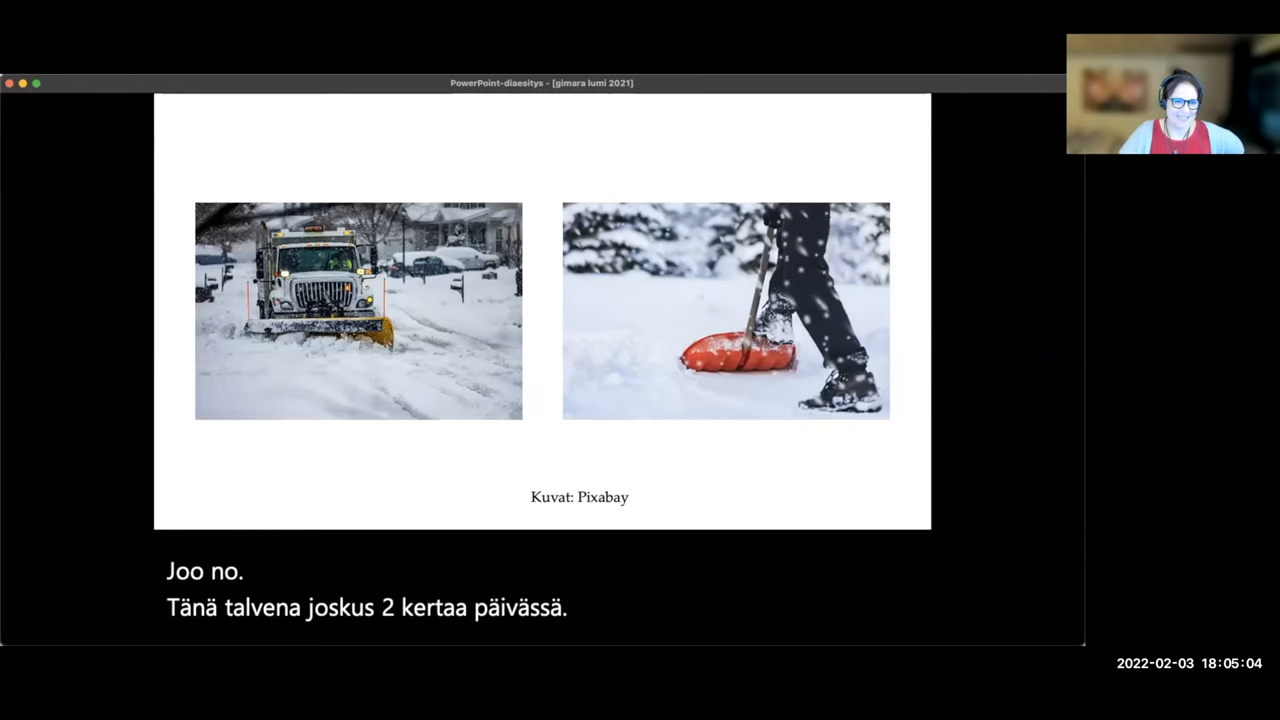 PowerPoint-diaesitys - [gimara lumi 2021]
Kuvat: Pixabay
Joo no.
Tänä talvena joskus 2 kertaa päivässä.
2022-02-03 18:05:04